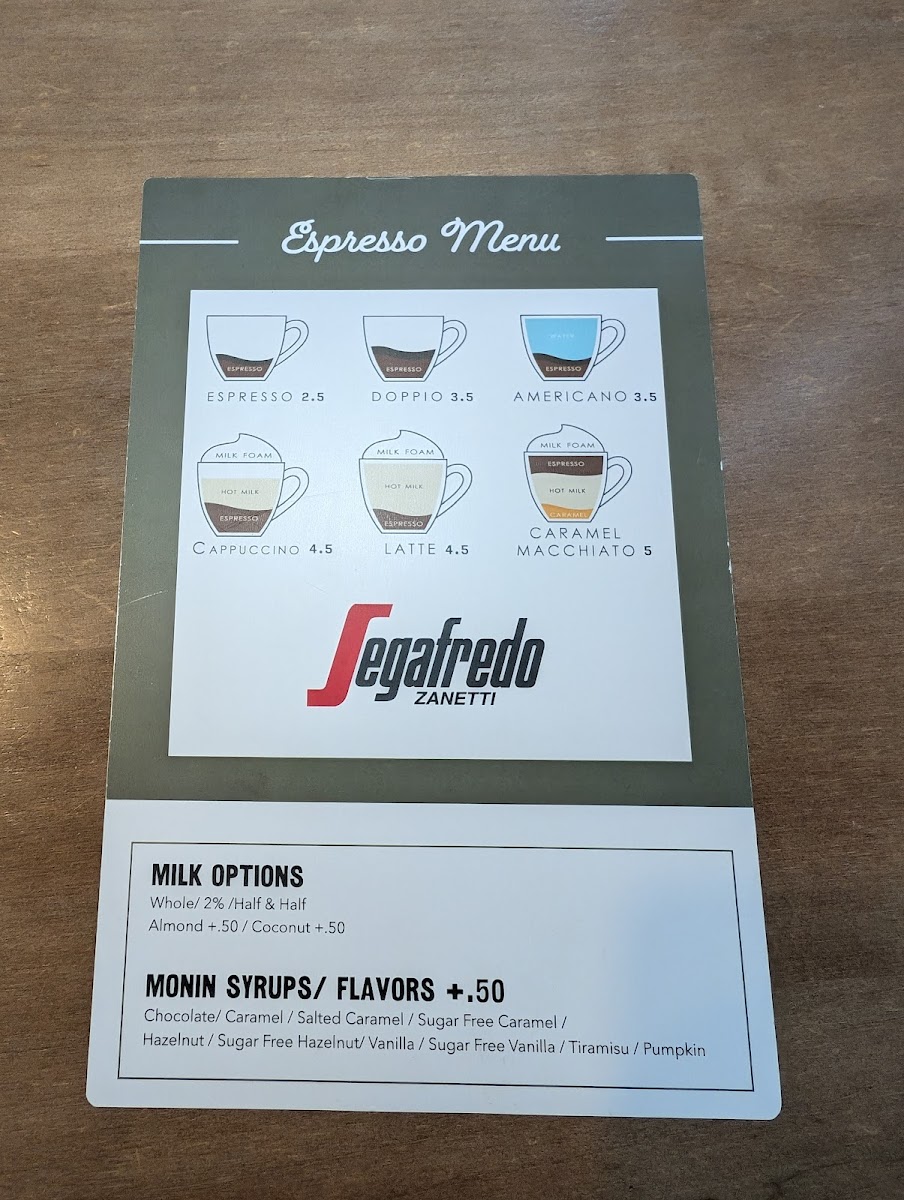 Espresso Menu
ESPRESSO
ESPRESSO 2.5
ESPRESSO
DOPPIO 3.5
WATER
ESPRESSO
AMERICANO 3.5
MILK FOAM
HOT MILK
ESPRESSO
CAPPUCCINO 4.5
MILK FOAM
HOT MILK
ESPRESSO
LATTE 4.5
MILK FOAM
ESPRESSO
HOT MILK
CARAMEL
CARAMEL
MACCHIATO 5
Segafredo
ZANETTI
MILK OPTIONS
Whole/ 2% /Half & Half
Almond +.50 / Coconut +.50
MONIN SYRUPS/ FLAVORS +.50
Chocolate/ Caramel / Salted Caramel / Sugar Free Caramel /
Hazelnut / Sugar Free Hazelnut/ Vanilla / Sugar Free Vanilla / Tiramisu / Pumpkin